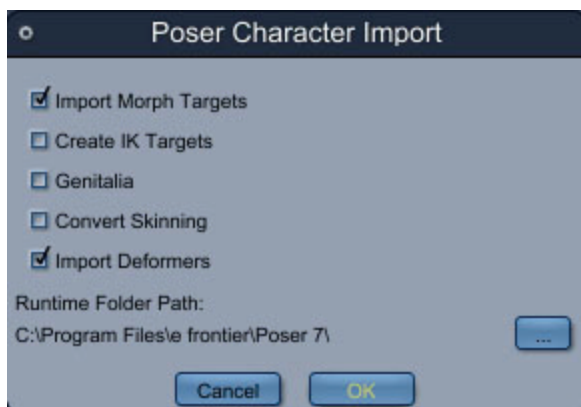 Poser Character Import
Import Morph Targets
Create IK Targets
Genitalia
Convert Skinning
Import Deformers
Runtime Folder Path:
C:\Program Files\e frontier\Poser 7\
...
Cancel OK